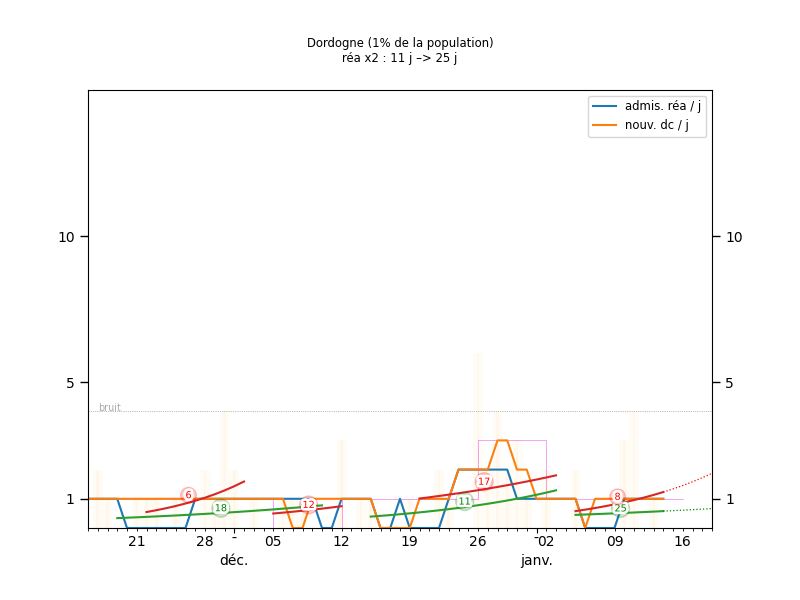 Dordogne (1% de la population)
réa x2 : 11 j –> 25 j
admis. réa / j
nouv. dc / j
10 10
5 5
bruit
6
17
11
8
12
18
25
1 1
21 28 - 05 12 19 26 -02 09 16
déc. janv.